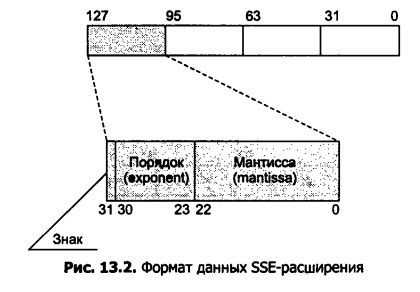 127 95 63 31 0
Порядок Мантисса
(exponent) (mantissa)
31 30 23 22 0
Знак
Рис. 13.2. Формат данных SSE-расширения